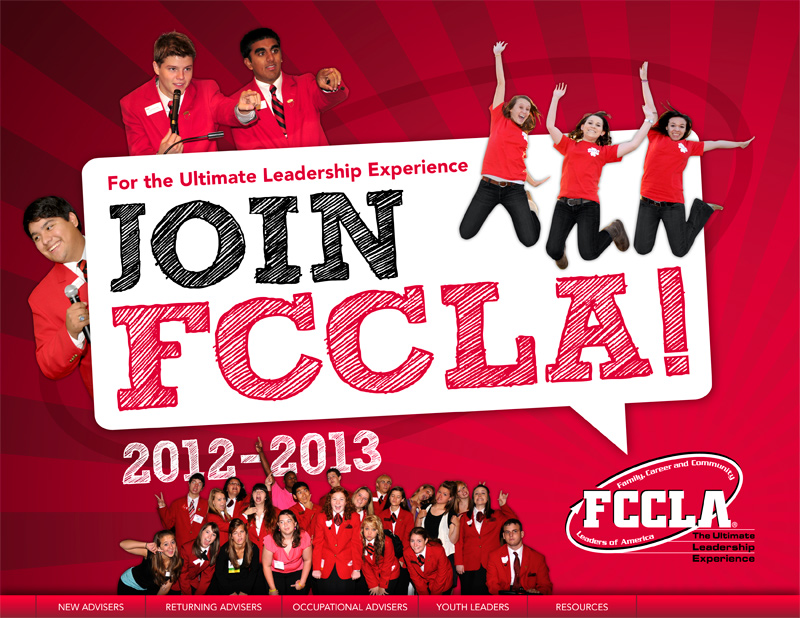 For the Ultimate Leadership Experience
JOIN
FCCLA!
2012-2013
Family, Career and Community
FCCLA®
Leaders of America
The Ultimate
Leadership
Experience
NEW ADVISERS
RETURNING ADVISERS
OCCUPATIONAL ADVISERS
YOUTH LEADERS
RESOURCES